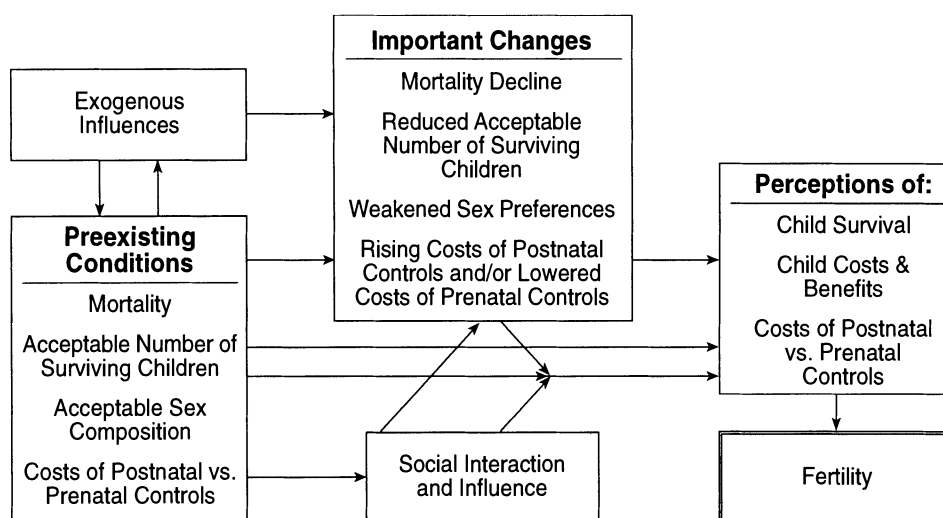 Exogenous
Influences
Preexisting
Conditions
Mortality
Acceptable Number of
Surviving Children
Acceptable Sex
Composition
Costs of Postnatal vs.
Prenatal Controls
Important Changes
Mortality Decline
Reduced Acceptable
Number of Surviving
Children
Weakened Sex Preferences
Rising Costs of Postnatal
Controls and/or Lowered
Costs of Prenatal Controls
Social Interaction
and Influence
Perceptions of:
Child Survival
Child Costs &
Benefits
Costs of Postnatal
vs. Prenatal
Controls
Fertility